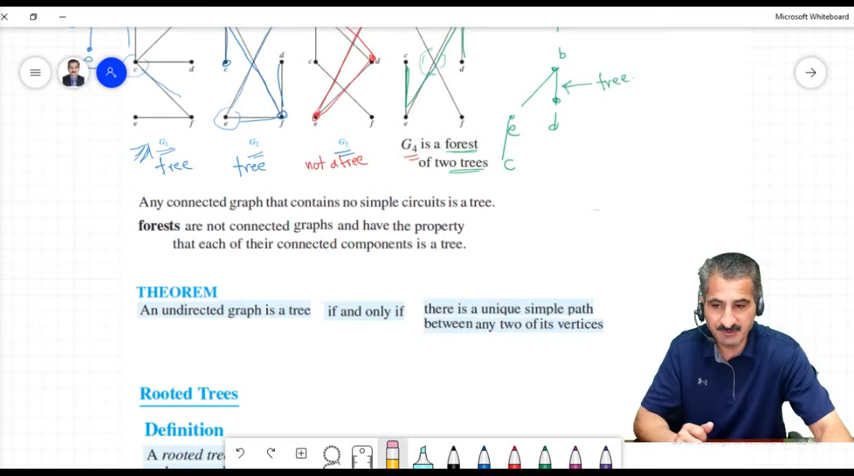 Microsoft Whiteboard
b
c
d
c
d
d
tree
e
f
e
f
e
f
e
f
e
d
c
G1
G2
G3
tree
tree
not a tree
G4 is a forest
of two trees
Any connected graph that contains no simple circuits is a tree.
forests are not connected graphs and have the property
that each of their connected components is a tree.
THEOREM
An undirected graph is a tree if and only if there is a unique simple path
between any two of its vertices
Rooted Trees
Definition
A rooted tre